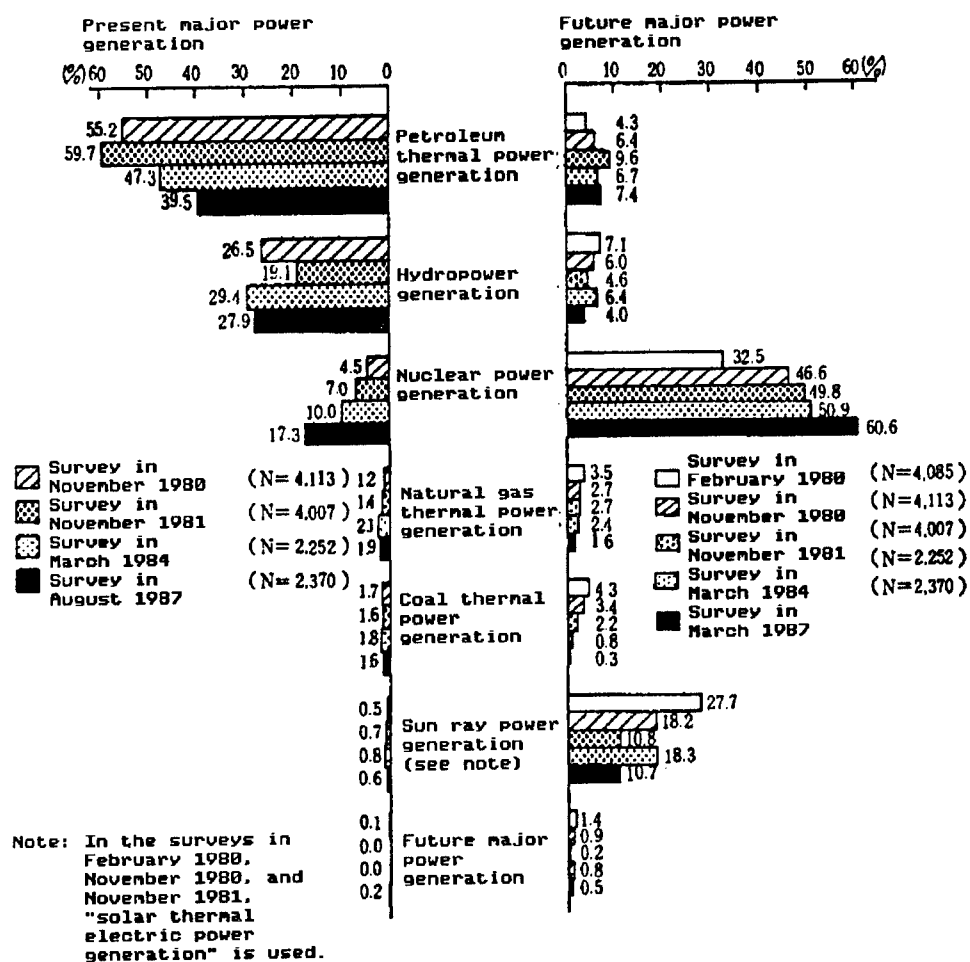 Present major power
generation
(%) 60 50 40 30 20 10 0
Future major power
generation
0 10 20 30 40 50 60 (%)
55.2
59.7
47.3
39.5
Petroleum
thermal power
generation
4.3
6.4
9.6
6.7
7.4
26.5
19.1
29.4
27.9
Hydropower
generation
7.1
6.0
4.6
6.4
4.0
4.5
7.0
10.0
17.3
Nuclear power
generation
32.5
46.6
49.8
50.9
60.6
Survey in
November 1980 (N=4,113)
Survey in
November 1981 (N=4,007)
Survey in
March 1984 (N=2,252)
Survey in
August 1987 (N=2,370)
12
14
21
19
Natural gas
thermal power
generation
3.5
2.7
2.7
2.4
1 6
Survey in
February 1980 (N=4,085)
Survey in
November 1980 (N=4,113)
Survey in
November 1981 (N=4,007)
Survey in
March 1984 (N=2,252)
Survey in
March 1987 (N=2,370)
1.7
1.6
1.8
1 6
Coal thermal
power
generation
4 3
3.4
2.2
0.8
0.3
0.5
0.7
0.8
0.6
Sun ray power
generation
(see note)
27.7
18.2
10.8
18.3
10.7
0.1
0.0
0.0
0.2
Future major
power
generation
1.4
0.9
0.2
0.8
0.5
Note: In the surveys in
February 1980,
November 1980, and
November 1981,
"solar thermal
electric power
generation" is used.